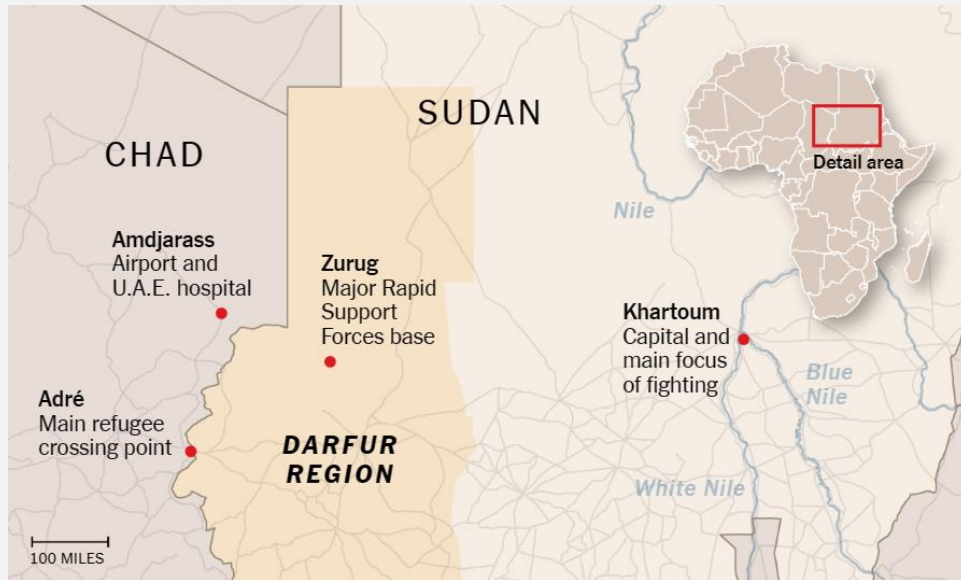 SUDAN
CHAD
Detail area
Nile
Amdjarass
Airport and
U.A.E. hospital
Zurug
Major Rapid
Support
Forces base
Khartoum
Capital and
main focus
of fighting
Blue
Nile
Adré
Main refugee
crossing point
DARFUR
REGION
White Nile
100 MILES